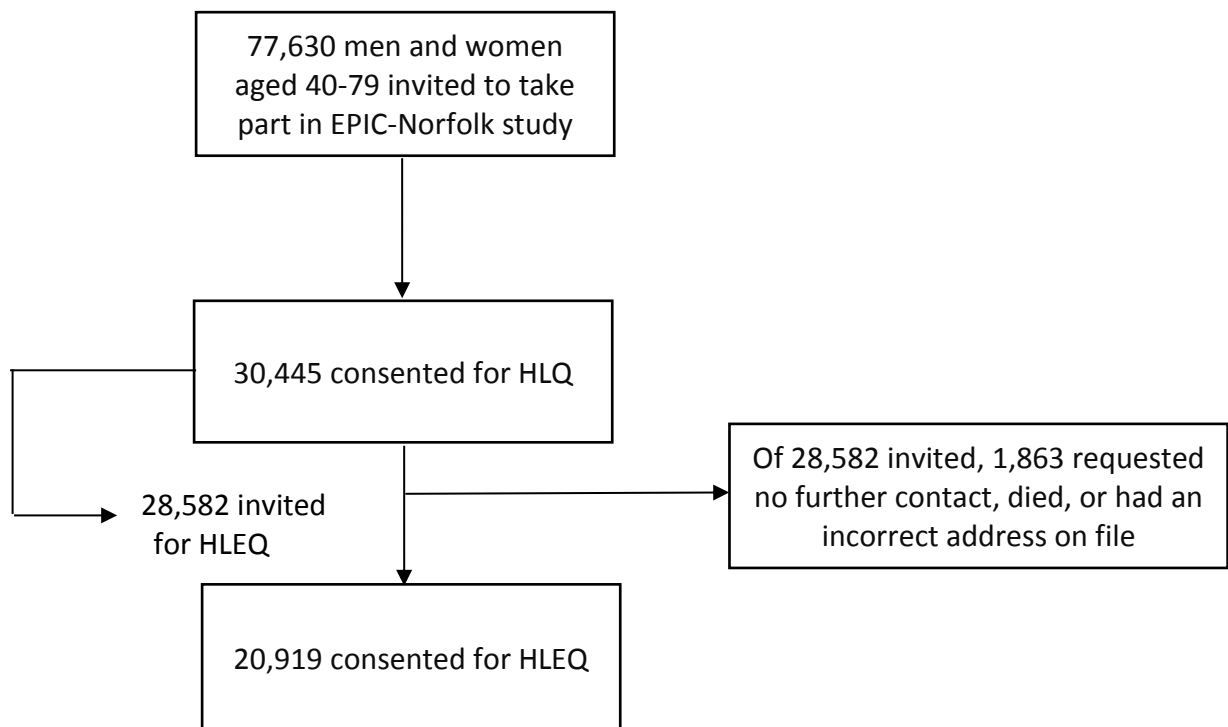 77,630 men and women
aged 40-79 invited to take
part in EPIC-Norfolk study
30,445 consented for HLQ
Of 28,582 invited, 1,863 requested
no further contact, died, or had an
incorrect address on file
28,582 invited
for HLEQ
20,919 consented for HLEQ